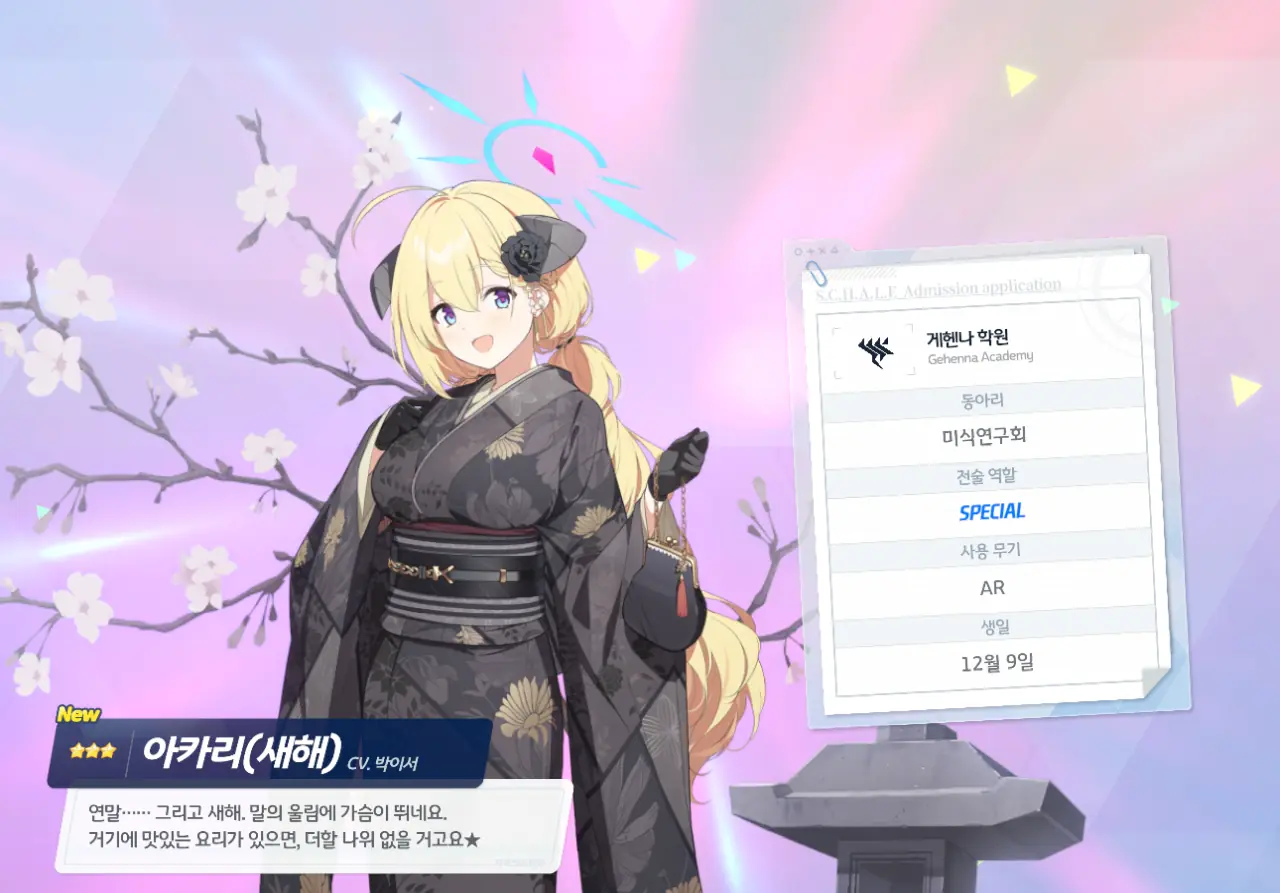 S.C.H.A.L.E Admission application
게헨나 학원
Gehenna Academy
동아리
미식연구회
전술 역할
SPECIAL
사용 무기
AR
생일
12월 9일
New
아카리(새해) CV. 박이서
연말…… 그리고 새해. 말의 울림에 가슴이 뛰네요.
거기에 맛있는 요리가 있으면, 더할 나위 없을 거고요★